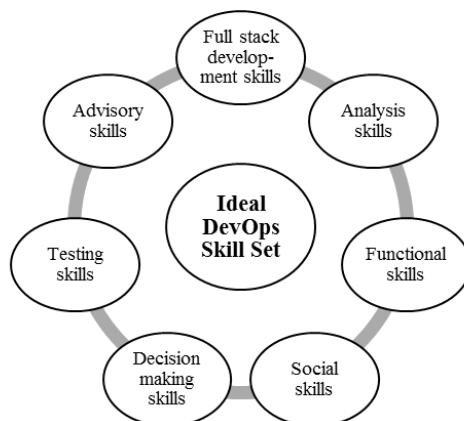 Full stack
develop-
ment skills
Advisory
skills
Analysis
skills
Ideal
DevOps
Skill Set
Testing
skills
Functional
skills
Decision
making
skills
Social
skills